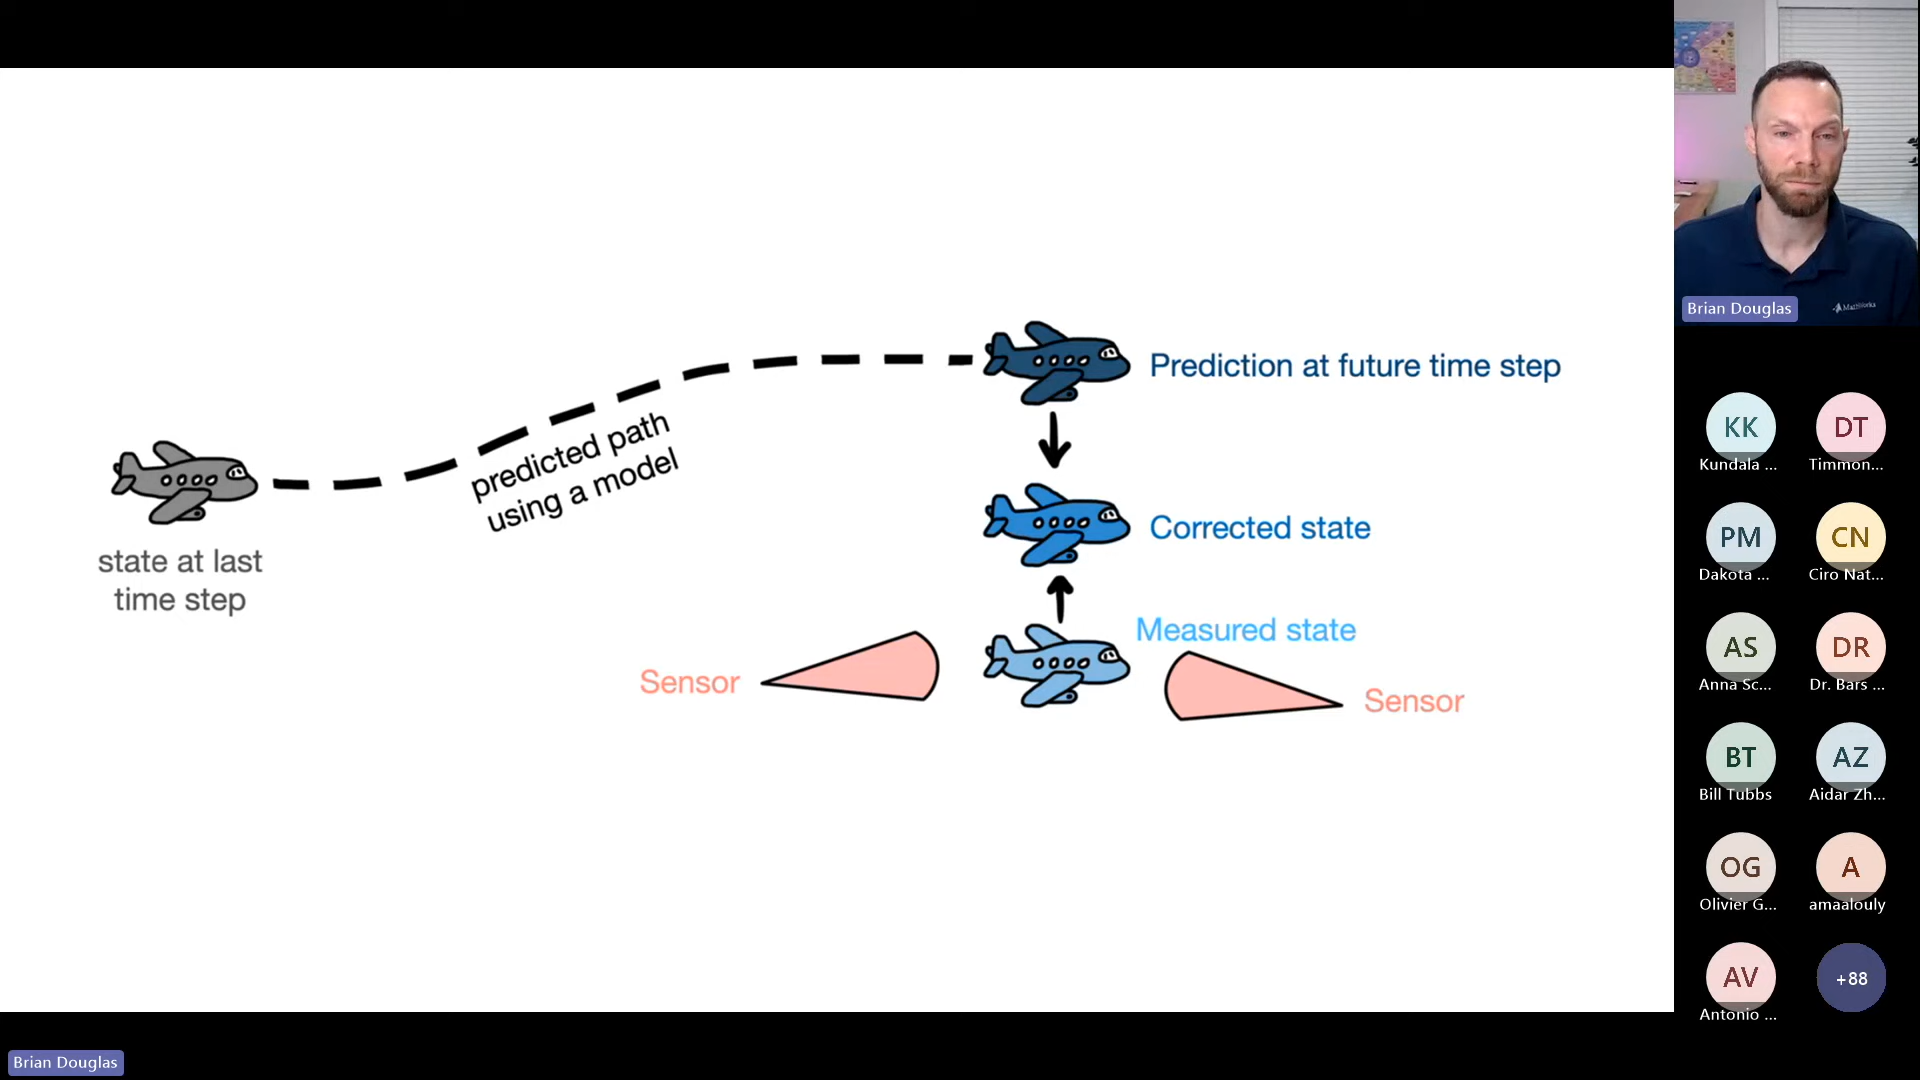 Prediction at future time step
predicted path
using a model
Corrected state
state at last
time step
Measured state
Sensor
Sensor
Brian Douglas
MathWorks
KK
Kundala ...
DT
Timmon...
PM
Dakota ...
CN
Ciro Nat...
AS
Anna Sc...
DR
Dr. Bars ...
BT
Bill Tubbs
AZ
Aidar Zh...
OG
Olivier G...
A
amaalouly
AV
Antonio ...
+88
Brian Douglas